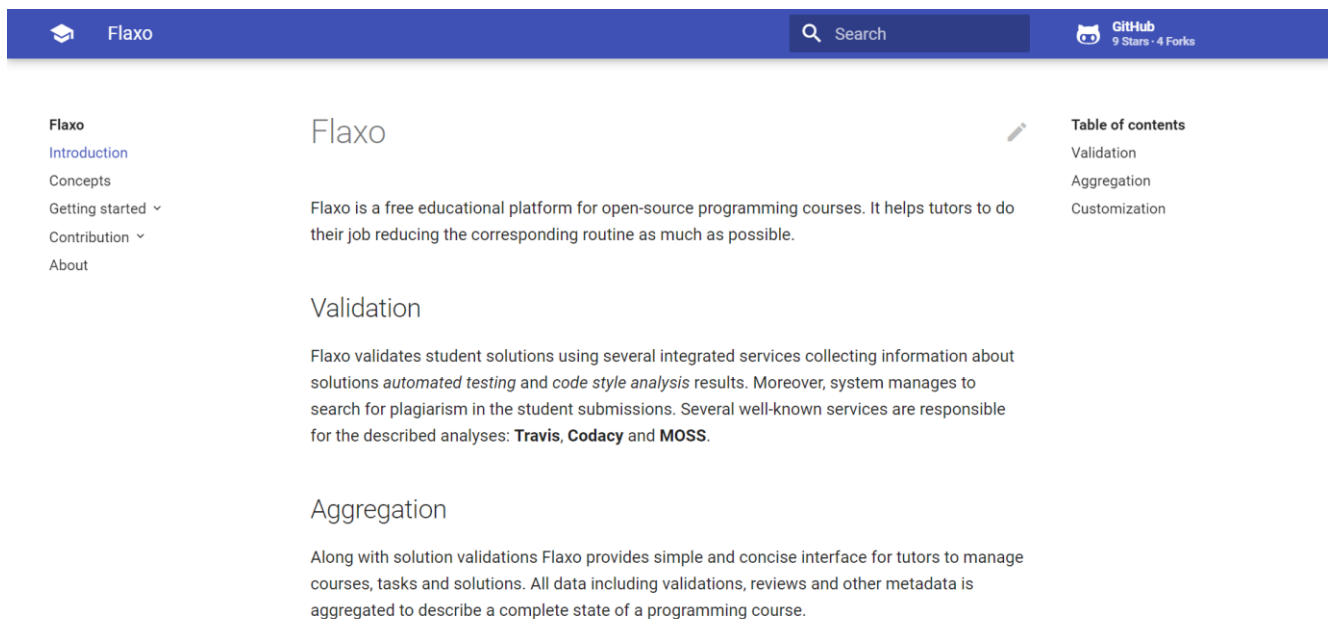 Flaxo
Search
GitHub
9 Stars · 4 Forks
Flaxo
Introduction
Concepts
Getting started
Contribution
About
Flaxo
Flaxo is a free educational platform for open-source programming courses. It helps tutors to do
their job reducing the corresponding routine as much as possible.
Validation
Flaxo validates student solutions using several integrated services collecting information about
solutions automated testing and code style analysis results. Moreover, system manages to
search for plagiarism in the student submissions. Several well-known services are responsible
for the described analyses: Travis, Codacy and MOSS.
Aggregation
Along with solution validations Flaxo provides simple and concise interface for tutors to manage
courses, tasks and solutions. All data including validations, reviews and other metadata is
aggregated to describe a complete state of a programming course.
Table of contents
Validation
Aggregation
Customization